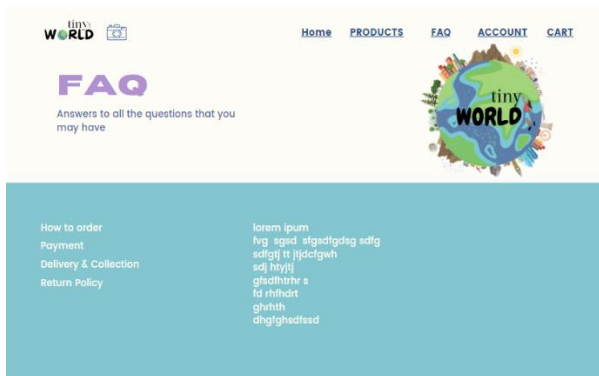 tiny
WORLD
Home PRODUCTS FAQ ACCOUNT CART
FAQ
Answers to all the questions that you
may have
tiny
WORLD
How to order
Payment
Delivery & Collection
Return Policy
lorem ipum
fvg sgsd sfgsdfgdsg sdfg
sdfgtj tt jtjdcfgwh
sdj htyjtj
gfsdfhtrhr s
fd rhfhdrt
ghrhth
dhgfghsdfssd